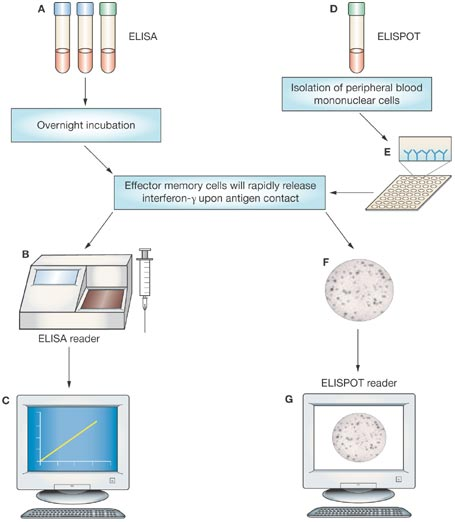 A
ELISA
D
ELISPOT
Isolation of peripheral blood
mononuclear cells
Overnight incubation
E
Effector memory cells will rapidly release
interferon-γ upon antigen contact
B
F
ELISA reader
ELISPOT reader
C
G